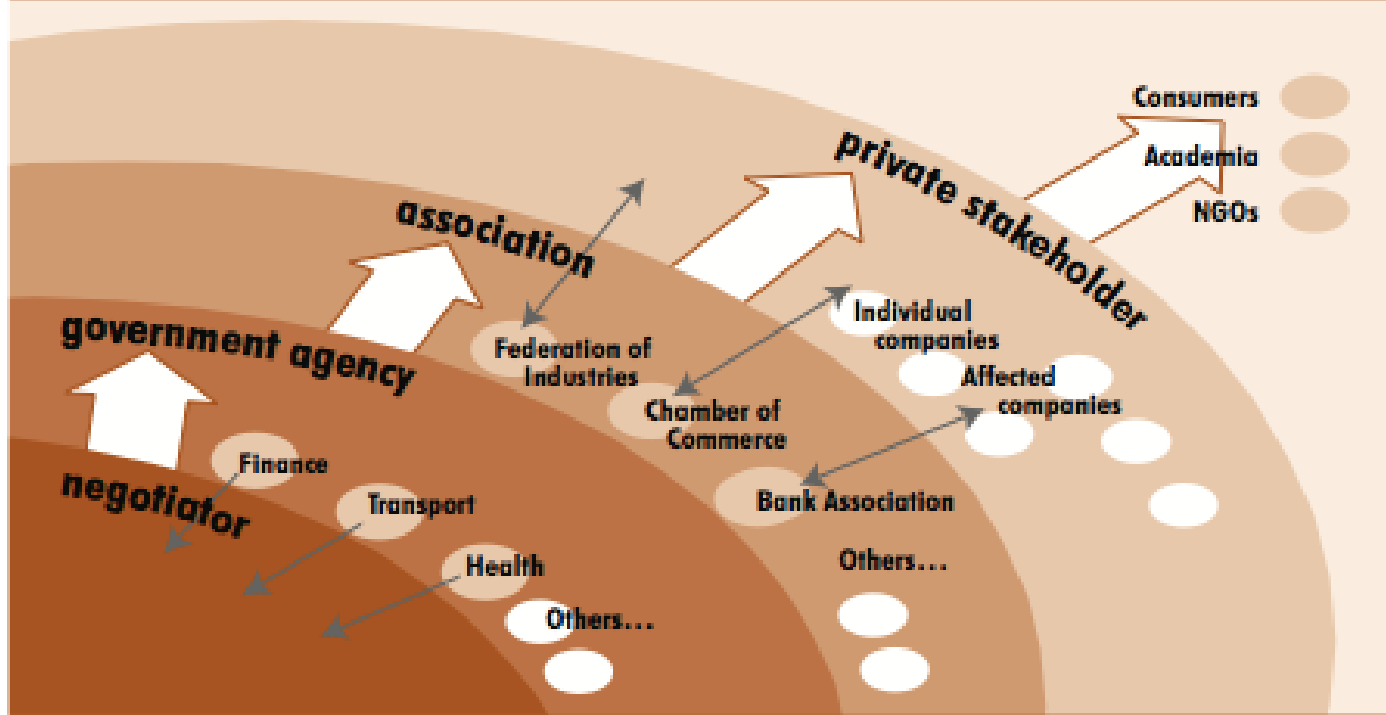 Consumers
Academia
NGOs
private stakeholder
association
Individual
companies
Affected
companies
government agency
Federation of
Industries
Chamber of
Commerce
Bank Association
Others...
negotiator
Finance
Transport
Health
Others...